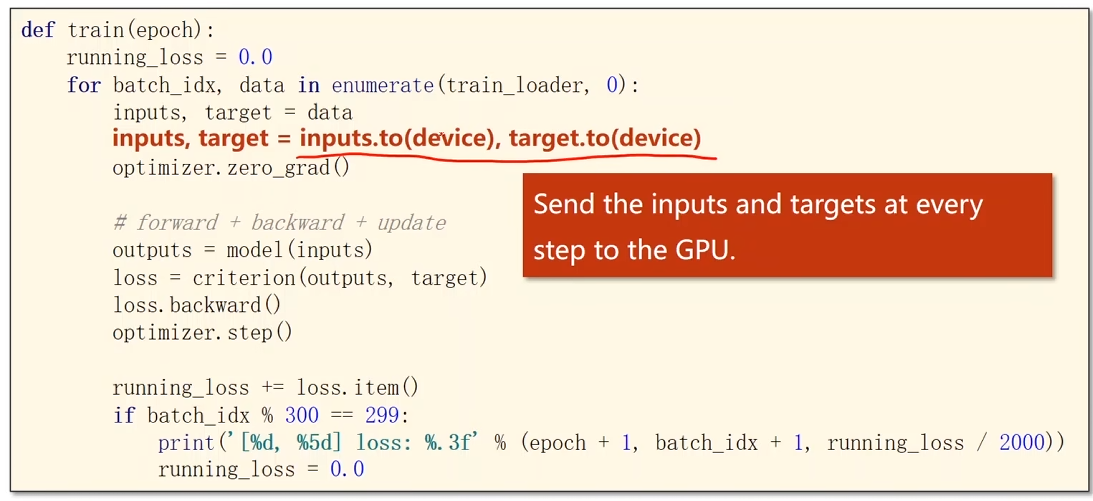 def train(epoch):
    running_loss = 0.0
    for batch_idx, data in enumerate(train_loader, 0):
        inputs, target = data
        inputs, target = inputs.to(device), target.to(device)
        optimizer.zero_grad()
        # forward + backward + update
        outputs = model(inputs)
        loss = criterion(outputs, target)
        loss.backward()
        optimizer.step()
        running_loss += loss.item()
        if batch_idx % 300 == 299:
            print('[%d, %5d] loss: %.3f' % (epoch + 1, batch_idx + 1, running_loss / 2000))
            running_loss = 0.0
Send the inputs and targets at every
step to the GPU.